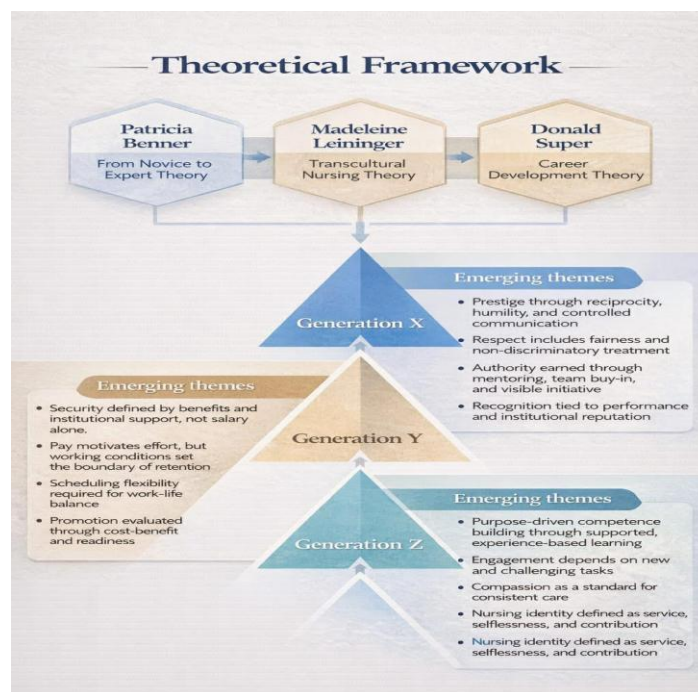 Theoretical Framework
Patricia
Benner
From Novice to
Expert Theory
Madeleine
Leininger
Transcultural
Nursing Theory
Donald
Super
Career
Development Theory
Generation X
Emerging themes
• Prestige through reciprocity,
humility, and controlled
communication
• Respect includes fairness and
non-discriminatory treatment
• Authority earned through
mentoring, team buy-in,
and visible initiative
• Recognition tied to performance
and institutional reputation
Emerging themes
• Security defined by benefits and
institutional support, not salary
alone.
• Pay motivates effort, but
working conditions set
the boundary of retention
• Scheduling flexibility
required for work-life
balance
• Promotion evaluated
through cost-benefit
and readiness
Generation Y
Generation Z
Emerging themes
• Purpose-driven competence
building through supported,
experience-based learning
• Engagement depends on new
and challenging tasks
• Compassion as a standard for
consistent care
• Nursing identity defined as service,
selflessness, and contribution
• Nursing identity defined as service,
selflessness, and contribution